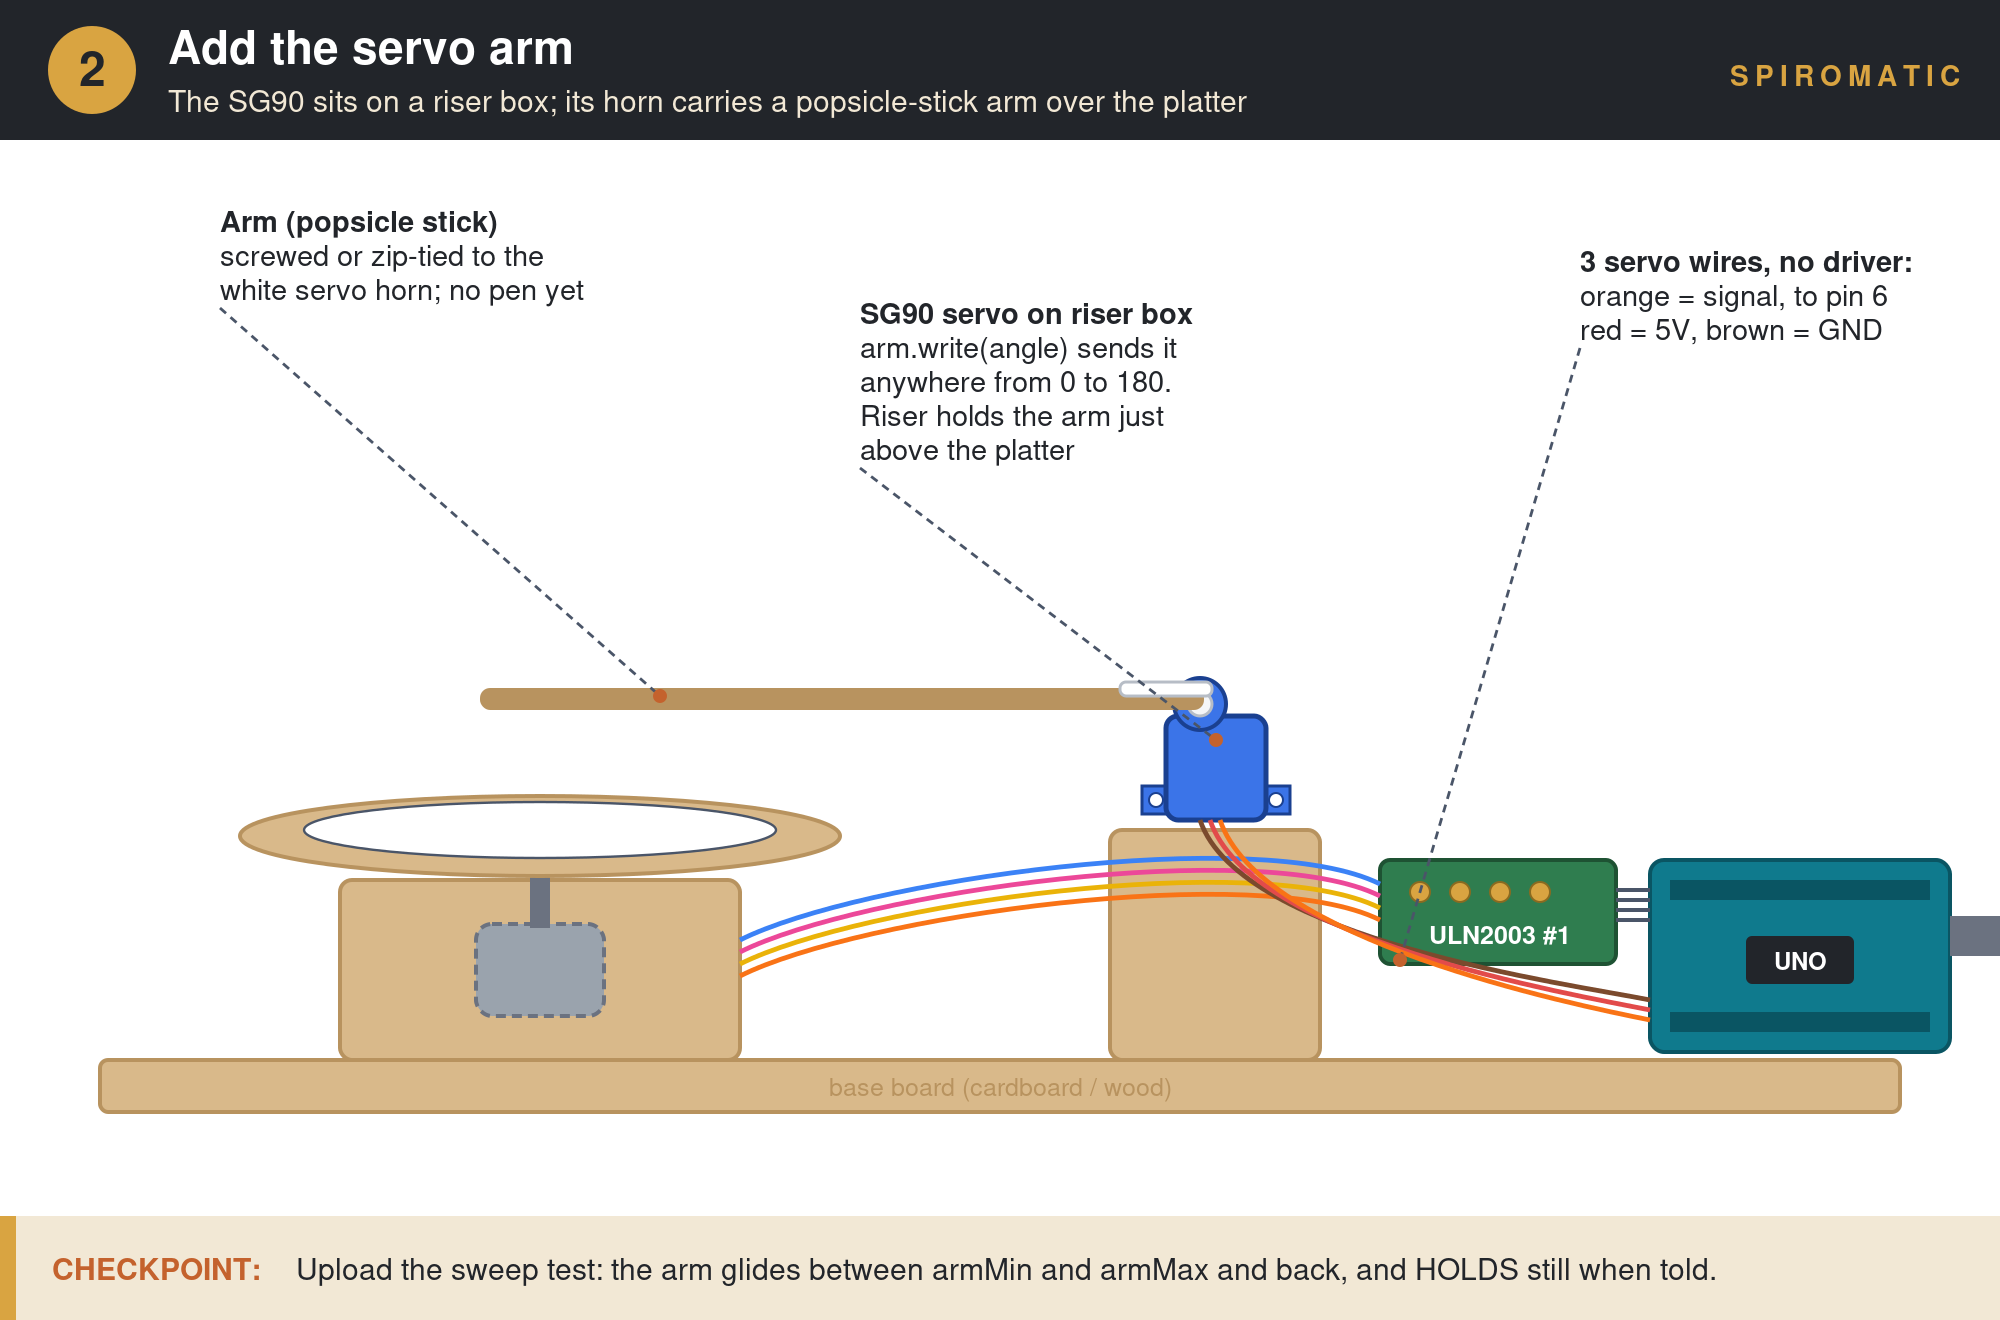 2
Add the servo arm
The SG90 sits on a riser box; its horn carries a popsicle-stick arm over the platter
SPIROMATIC
Arm (popsicle stick)
screwed or zip-tied to the
white servo horn; no pen yet
SG90 servo on riser box
arm.write(angle) sends it
anywhere from 0 to 180.
Riser holds the arm just
above the platter
3 servo wires, no driver:
orange = signal, to pin 6
red = 5V, brown = GND
ULN2003 #1
UNO
base board (cardboard / wood)
CHECKPOINT: Upload the sweep test: the arm glides between armMin and armMax and back, and HOLDS still when told.